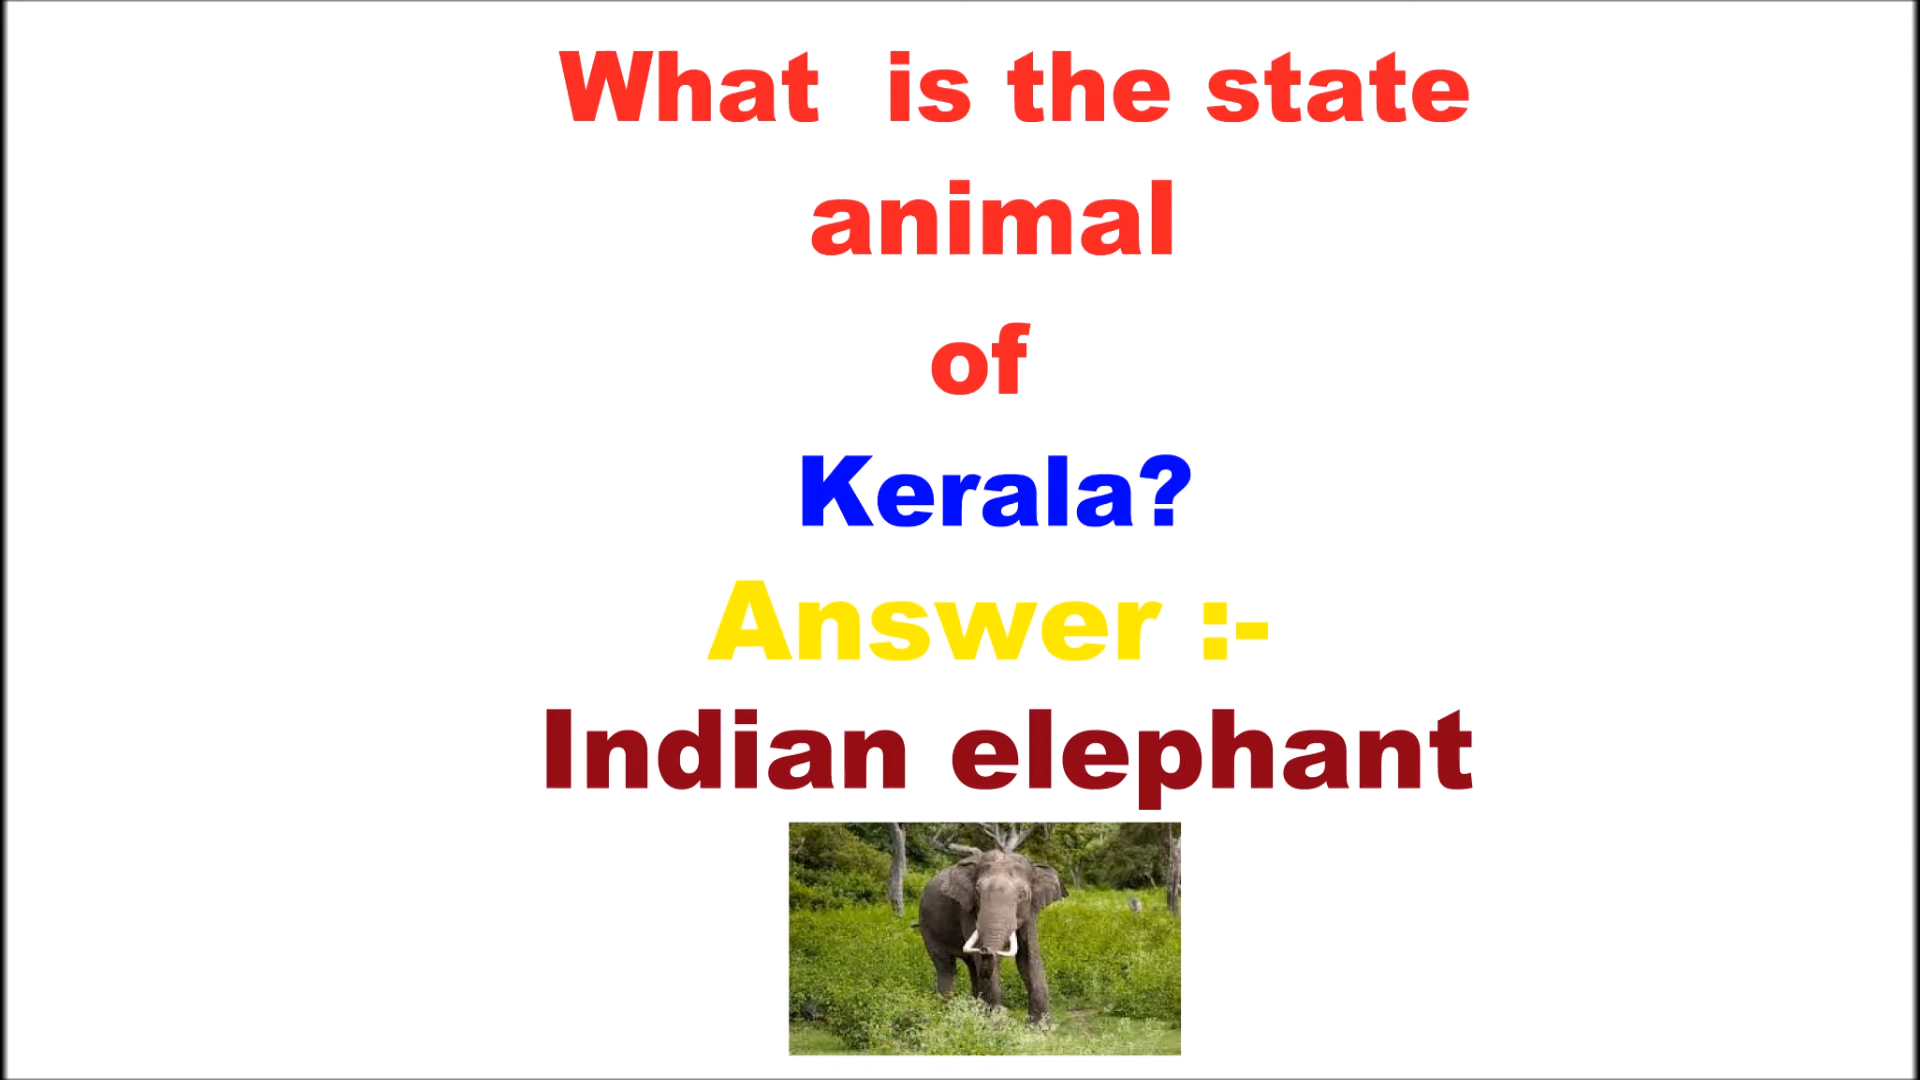 What  is the state
animal
of
Kerala?
Answer :-
Indian elephant